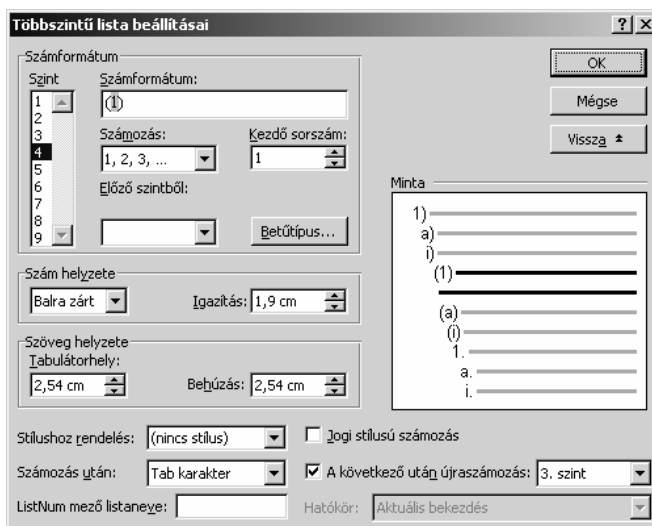 Többszintű lista beállításai
Számformátum
Szint
Számformátum:
1
2
3
4
5
6
7
8
9
(1)
Számozás:
Kezdő sorszám:
1, 2, 3, ...
1
Előző szintből:
Betűtípus...
OK
Mégse
Vissza
Minta
1)
a)
i)
(1)
(a)
(i)
1.
a.
i.
Szám helyzete
Balra zárt
Igazítás: 1,9 cm
Szöveg helyzete
Tabulátorhely:
2,54 cm
Behúzás: 2,54 cm
Stílushoz rendelés: (nincs stílus)
Jogi stílusú számozás
Számozás után: Tab karakter
A következő után újraszámozás: 3. szint
ListNum mező listaneve:
Hatókör: Aktuális bekezdés